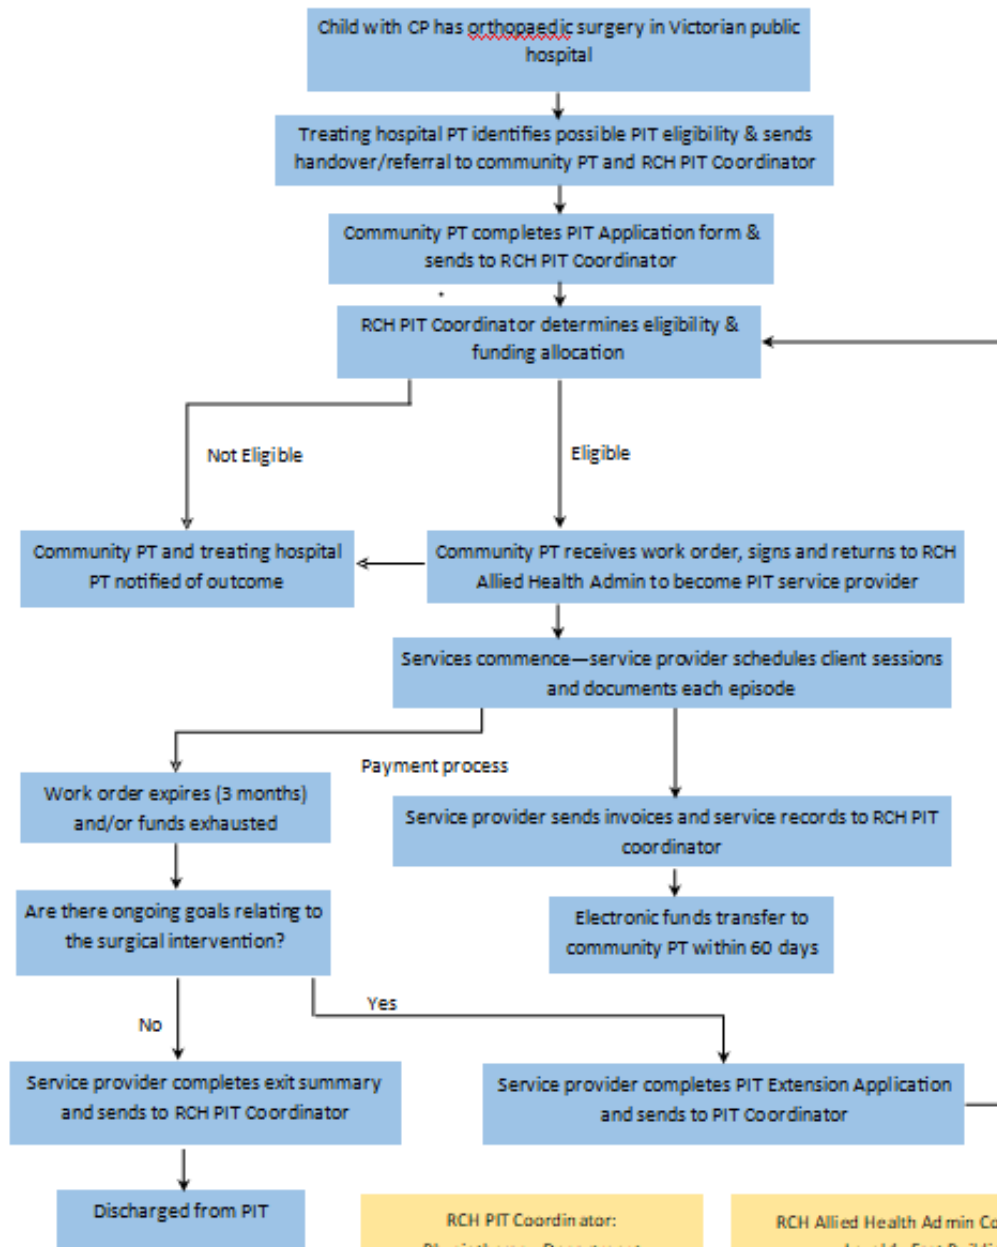 Child with CP has orthopaedic surgery in Victorian public
hospital
Treating hospital PT identifies possible PIT eligibility & sends
handover/referral to community PT and RCH PIT Coordinator
Community PT completes PIT Application form &
sends to RCH PIT Coordinator
RCH PIT Coordinator determines eligibility &
funding allocation
Not Eligible
Eligible
Community PT and treating hospital
PT notified of outcome
Community PT receives work order, signs and returns to RCH
Allied Health Admin to become PIT service provider
Services commence—service provider schedules client sessions
and documents each episode
Payment process
Work order expires (3 months)
and/or funds exhausted
Service provider sends invoices and service records to RCH PIT
coordinator
Are there ongoing goals relating to
the surgical intervention?
Electronic funds transfer to
community PT within 60 days
No
Yes
Service provider completes exit summary
and sends to RCH PIT Coordinator
Service provider completes PIT Extension Application
and sends to PIT Coordinator
Discharged from PIT
RCH PIT Coordinator:
RCH Allied Health Admin Co